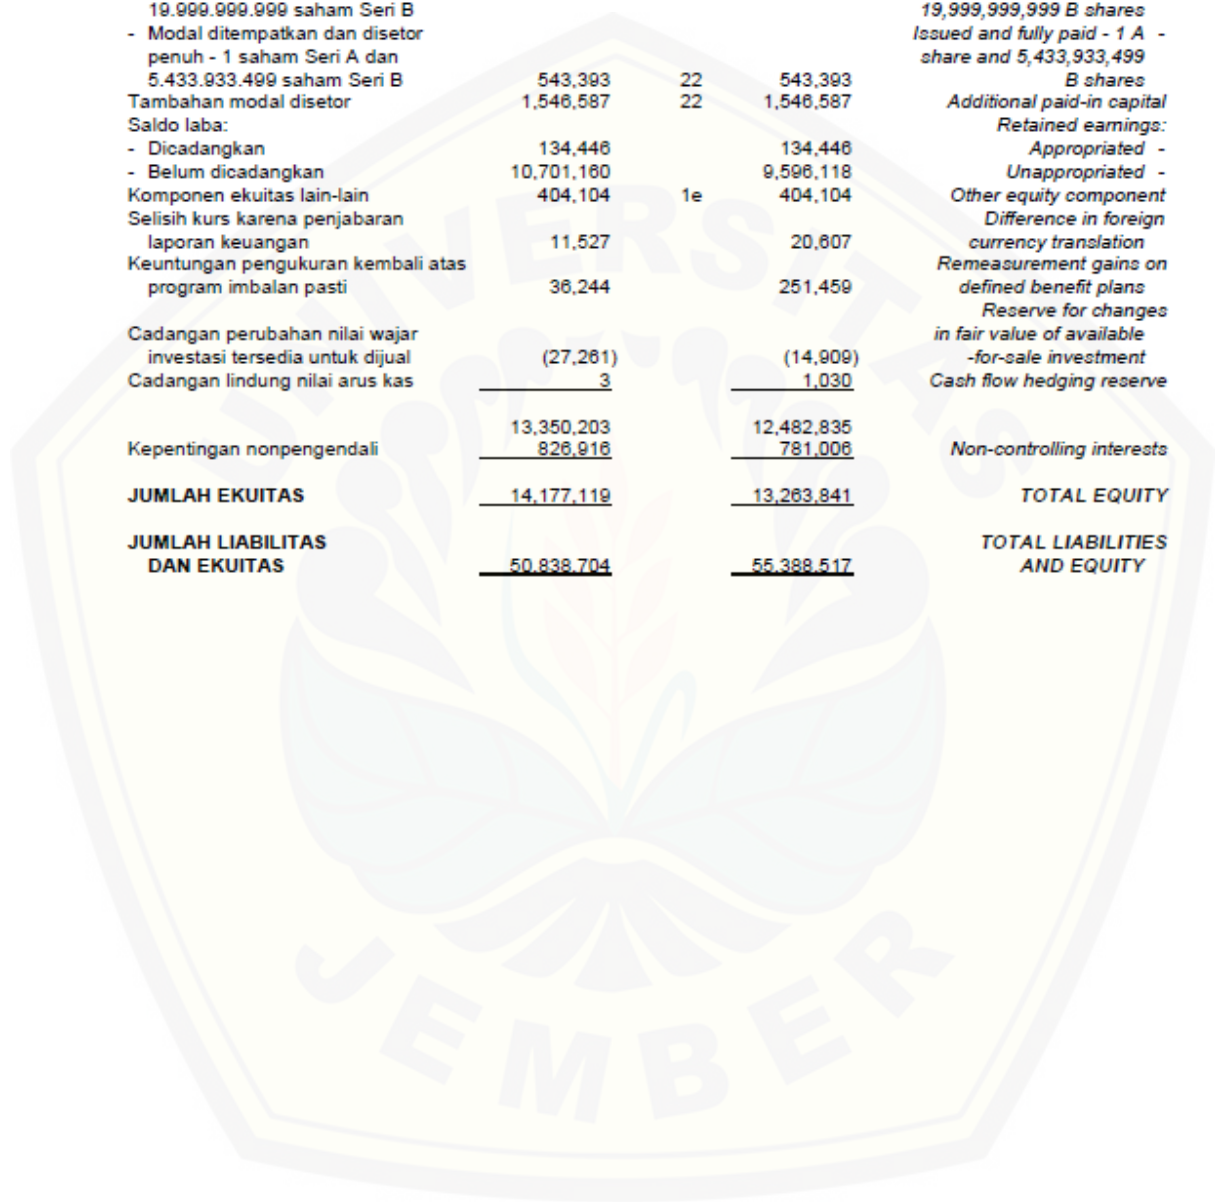 19.999.999.999 saham Seri B 19,999,999,999 B shares
- Modal ditempatkan dan disetor Issued and fully paid - 1 A -
penuh - 1 saham Seri A dan share and 5,433,933,499
5.433.933.499 saham Seri B 543,393 22 543,393 B shares
Tambahan modal disetor 1,546,587 22 1,546,587 Additional paid-in capital
Saldo laba: Retained earnings:
- Dicadangkan 134,446 134,446 Appropriated -
- Belum dicadangkan 10,701,160 9,596,118 Unappropriated -
Komponen ekuitas lain-lain 404,104 1e 404,104 Other equity component
Selisih kurs karena penjabaran Difference in foreign
laporan keuangan 11,527 20,607 currency translation
Keuntungan pengukuran kembali atas Remeasurement gains on
program imbalan pasti 36,244 251,459 defined benefit plans
Reserve for changes
Cadangan perubahan nilai wajar in fair value of available
investasi tersedia untuk dijual (27,261) (14,909) -for-sale investment
Cadangan lindung nilai arus kas 3 1,030 Cash flow hedging reserve
13,350,203 12,482,835
Kepentingan nonpengendali 826,916 781,006 Non-controlling interests
JUMLAH EKUITAS 14,177,119 13,263,841 TOTAL EQUITY
JUMLAH LIABILITAS TOTAL LIABILITIES
DAN EKUITAS 50.838.704 55.388.517 AND EQUITY
UNIVERSITAS
JEMBER